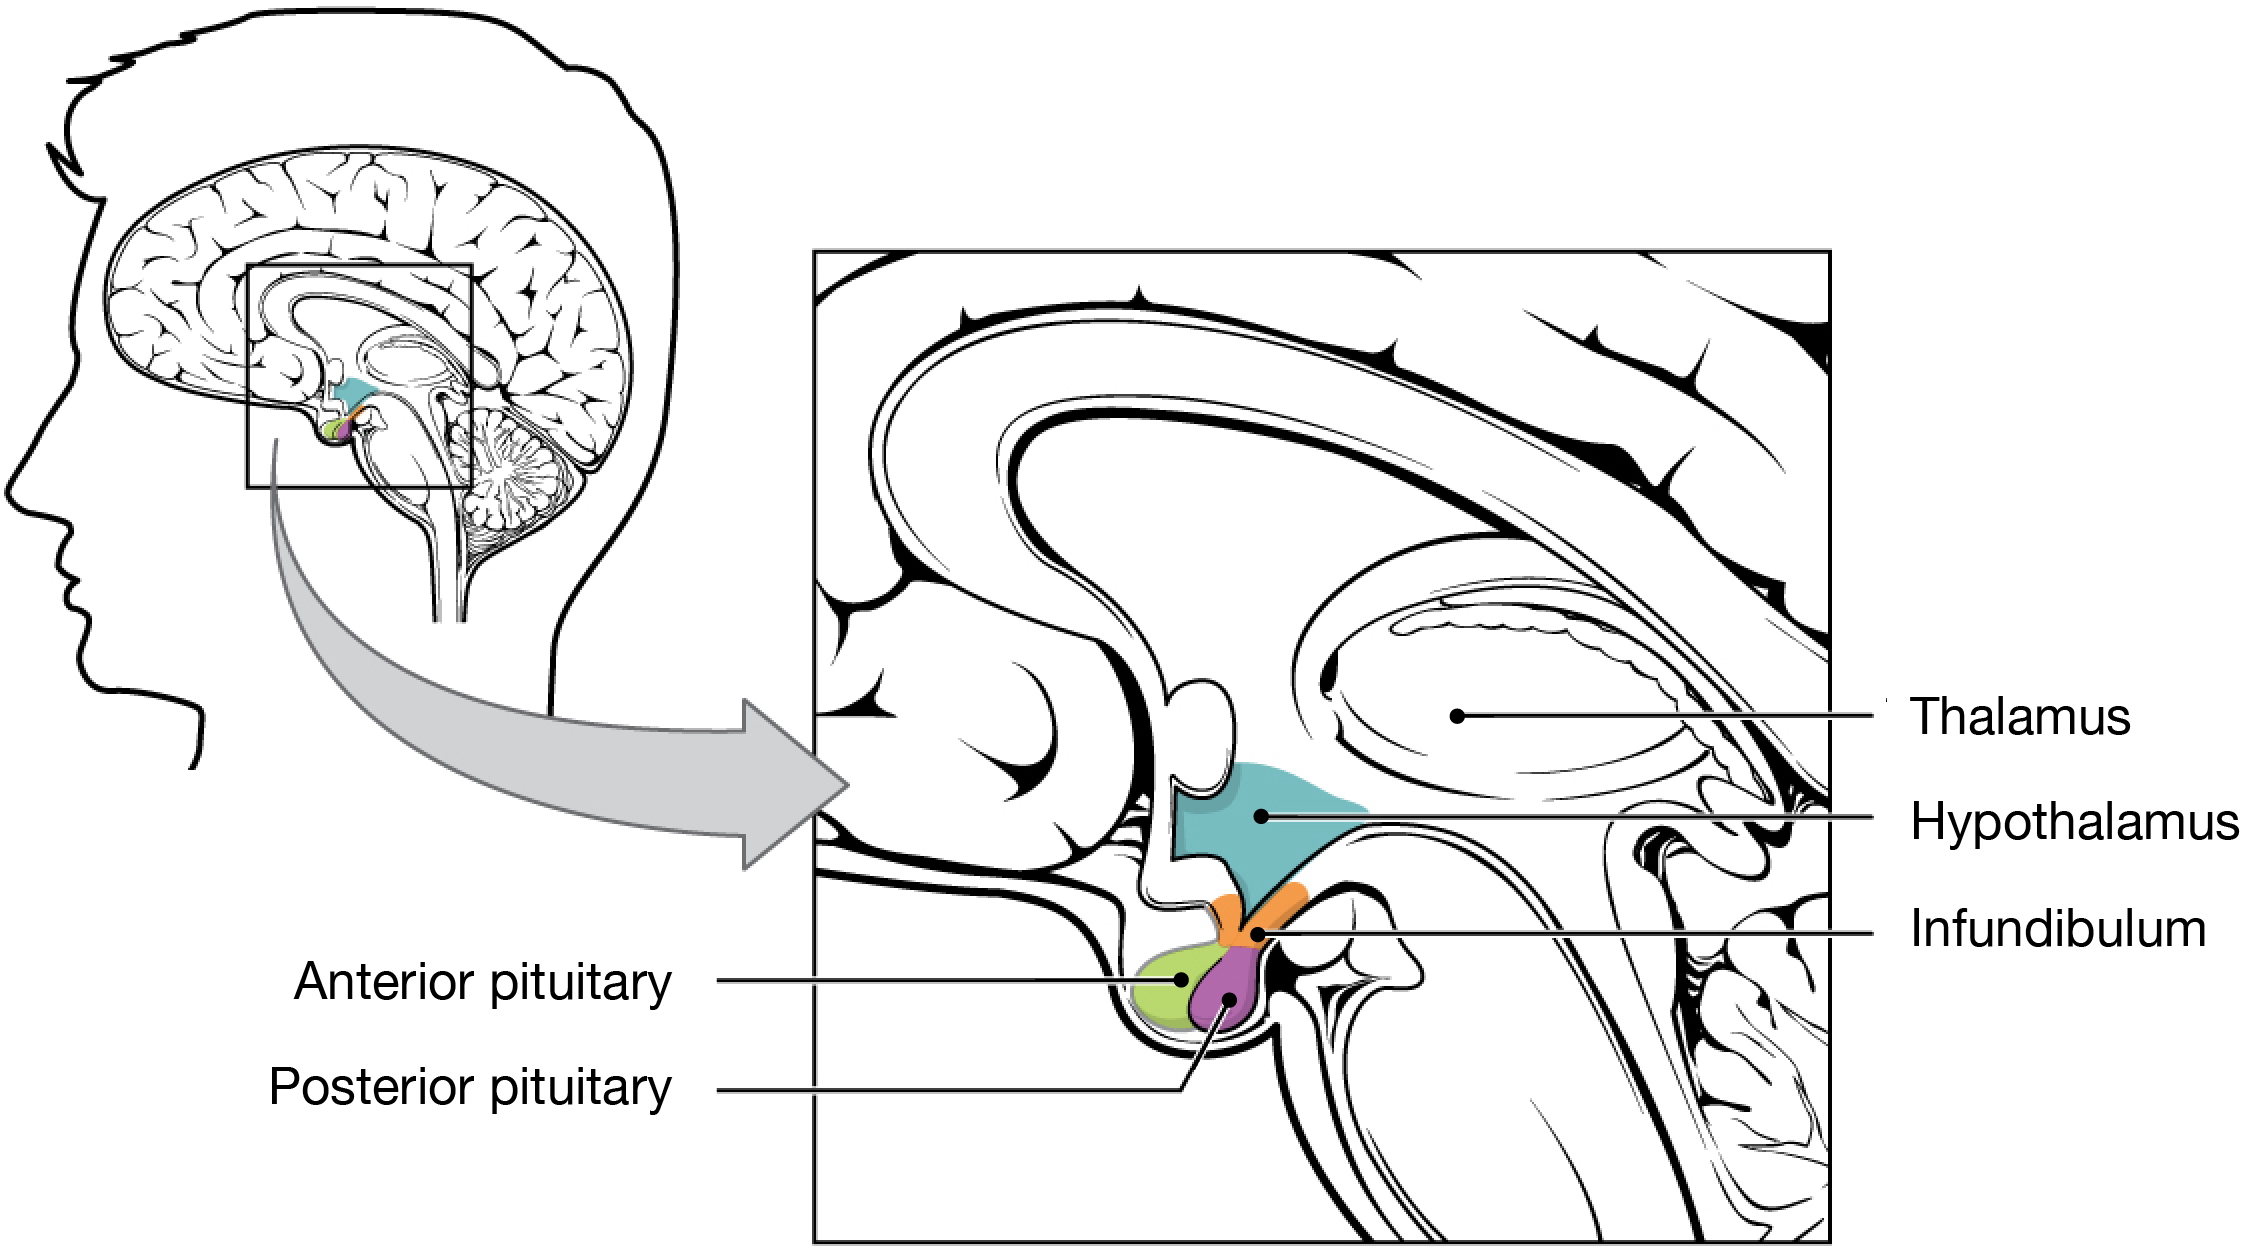 Thalamus
Hypothalamus
Infundibulum
Anterior pituitary
Posterior pituitary